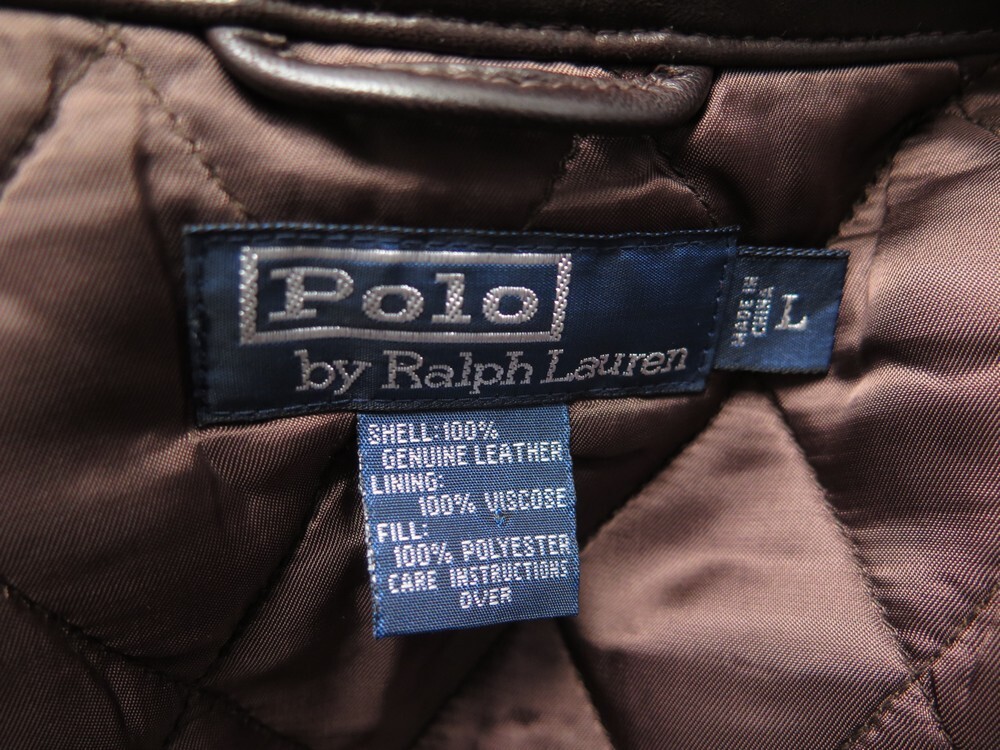 Polo
by Ralph Lauren
MADE IN
CHINA
L
SHELL: 100%
GENUINE LEATHER
LINING:
100% VISCOSE
FILL:
100% POLYESTER
CARE INSTRUCTIONS
OVER